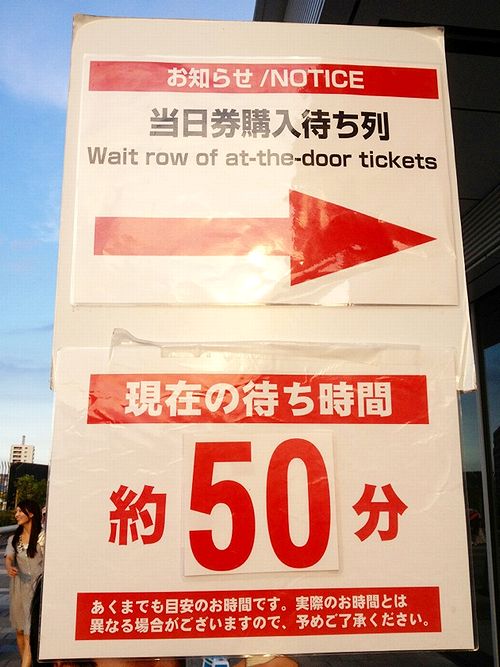 お知らせ/NOTICE
当日券購入待ち列
Wait row of at-the-door tickets
現在の待ち時間
約50分
あくまでも目安のお時間です。実際のお時間とは
異なる場合がございますので、予めご了承ください。